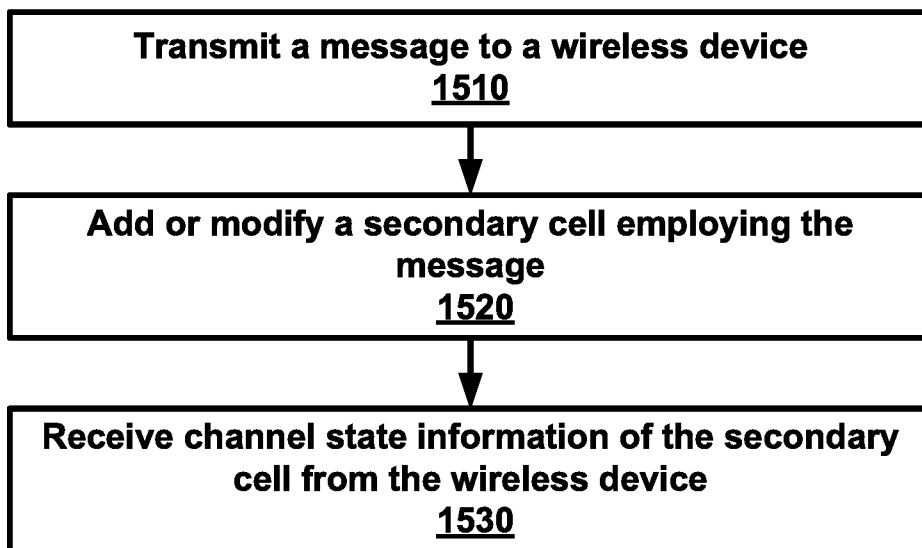 Transmit a message to a wireless device
1510
Add or modify a secondary cell employing the
message
1520
Receive channel state information of the secondary
cell from the wireless device
1530